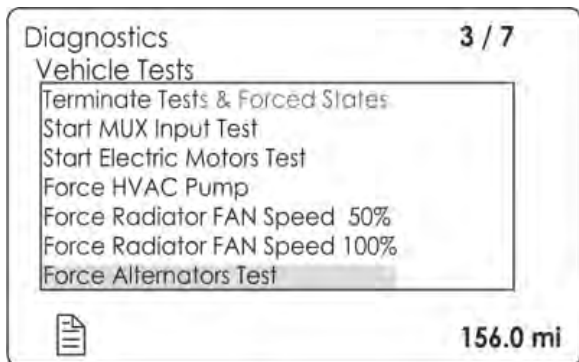 Diagnostics 3 / 7
Vehicle Tests
Terminate Tests & Forced States
Start MUX Input Test
Start Electric Motors Test
Force HVAC Pump
Force Radiator FAN Speed 50%
Force Radiator FAN Speed 100%
Force Alternators Test
156.0 mi